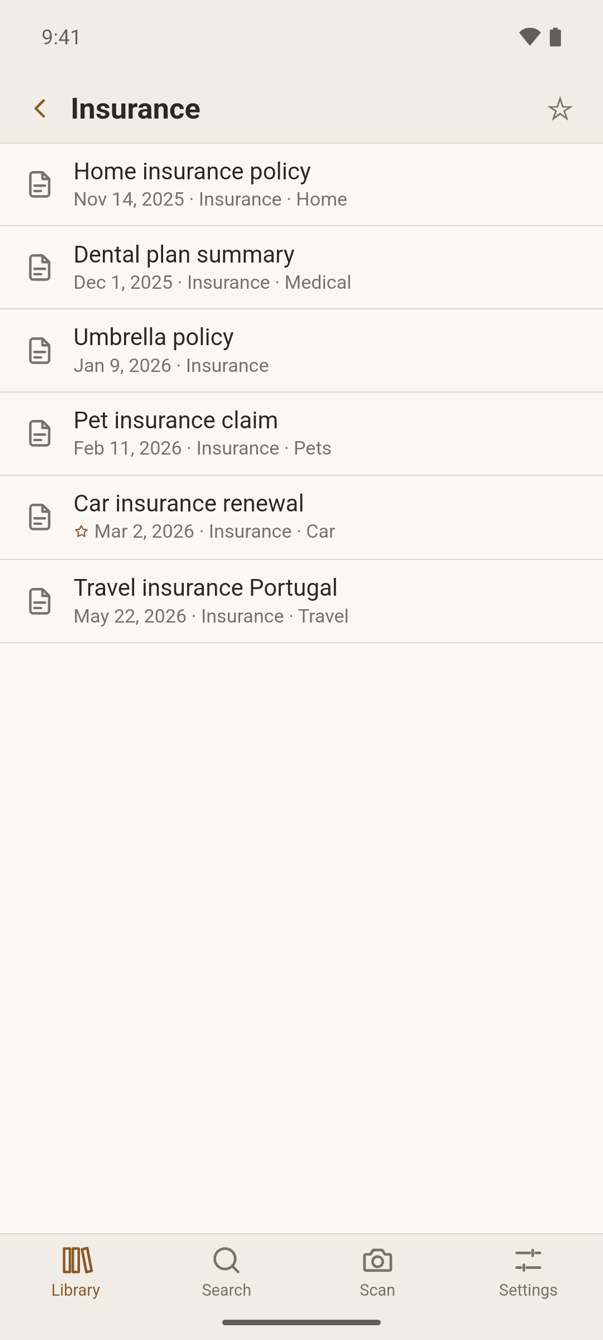 9:41
Insurance
Home insurance policy
Nov 14, 2025 · Insurance · Home
Dental plan summary
Dec 1, 2025 · Insurance · Medical
Umbrella policy
Jan 9, 2026 · Insurance
Pet insurance claim
Feb 11, 2026 · Insurance · Pets
Car insurance renewal
Mar 2, 2026 · Insurance · Car
Travel insurance Portugal
May 22, 2026 · Insurance · Travel
Library
Search
Scan
Settings